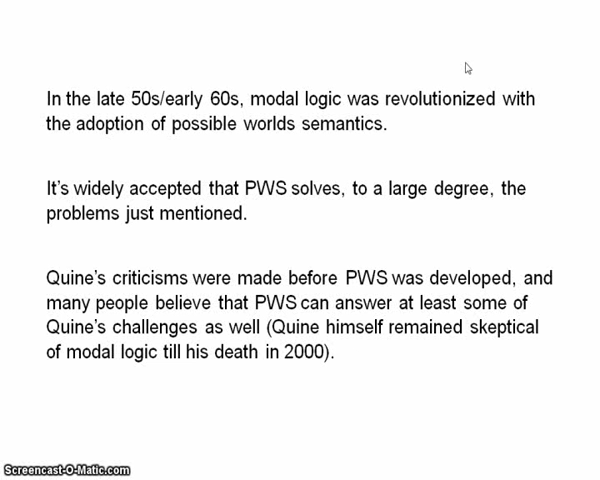 In the late 50s/early 60s, modal logic was revolutionized with
the adoption of possible worlds semantics.
It's widely accepted that PWS solves, to a large degree, the
problems just mentioned.
Quine's criticisms were made before PWS was developed, and
many people believe that PWS can answer at least some of
Quine's challenges as well (Quine himself remained skeptical
of modal logic till his death in 2000).
Screencast-O-Matic.com